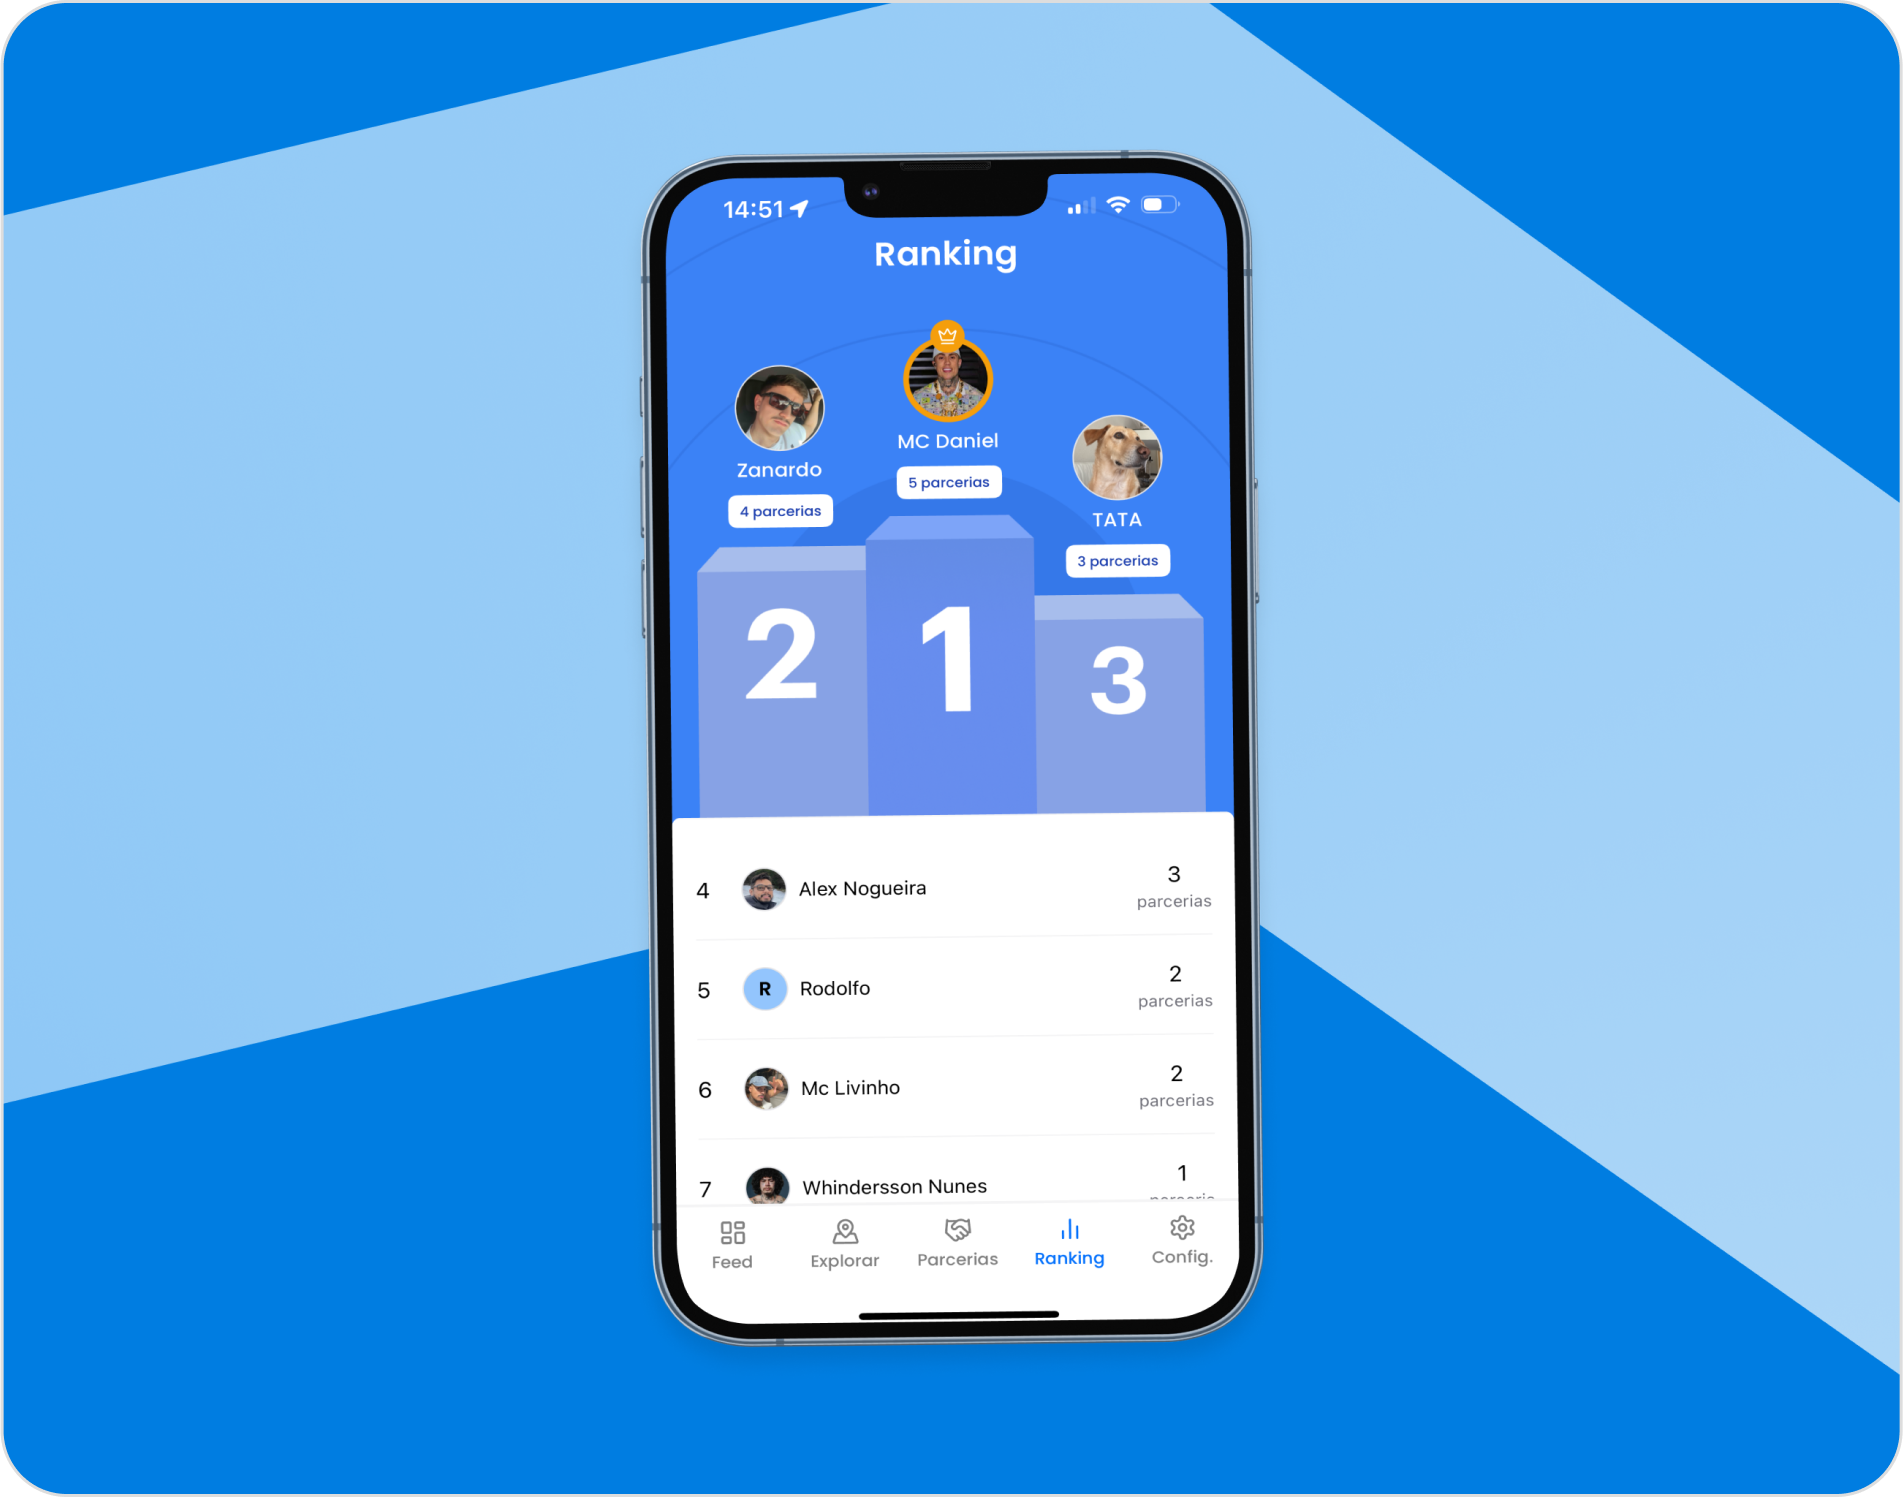 14:51
Ranking
MC Daniel
5 parcerias
Zanardo
4 parcerias
TATA
3 parcerias
2
1
3
4
Alex Nogueira
3
parcerias
5
R
Rodolfo
2
parcerias
6
Mc Livinho
2
parcerias
7
Whindersson Nunes
1
parceria
Feed
Explorar
Parcerias
Ranking
Config.